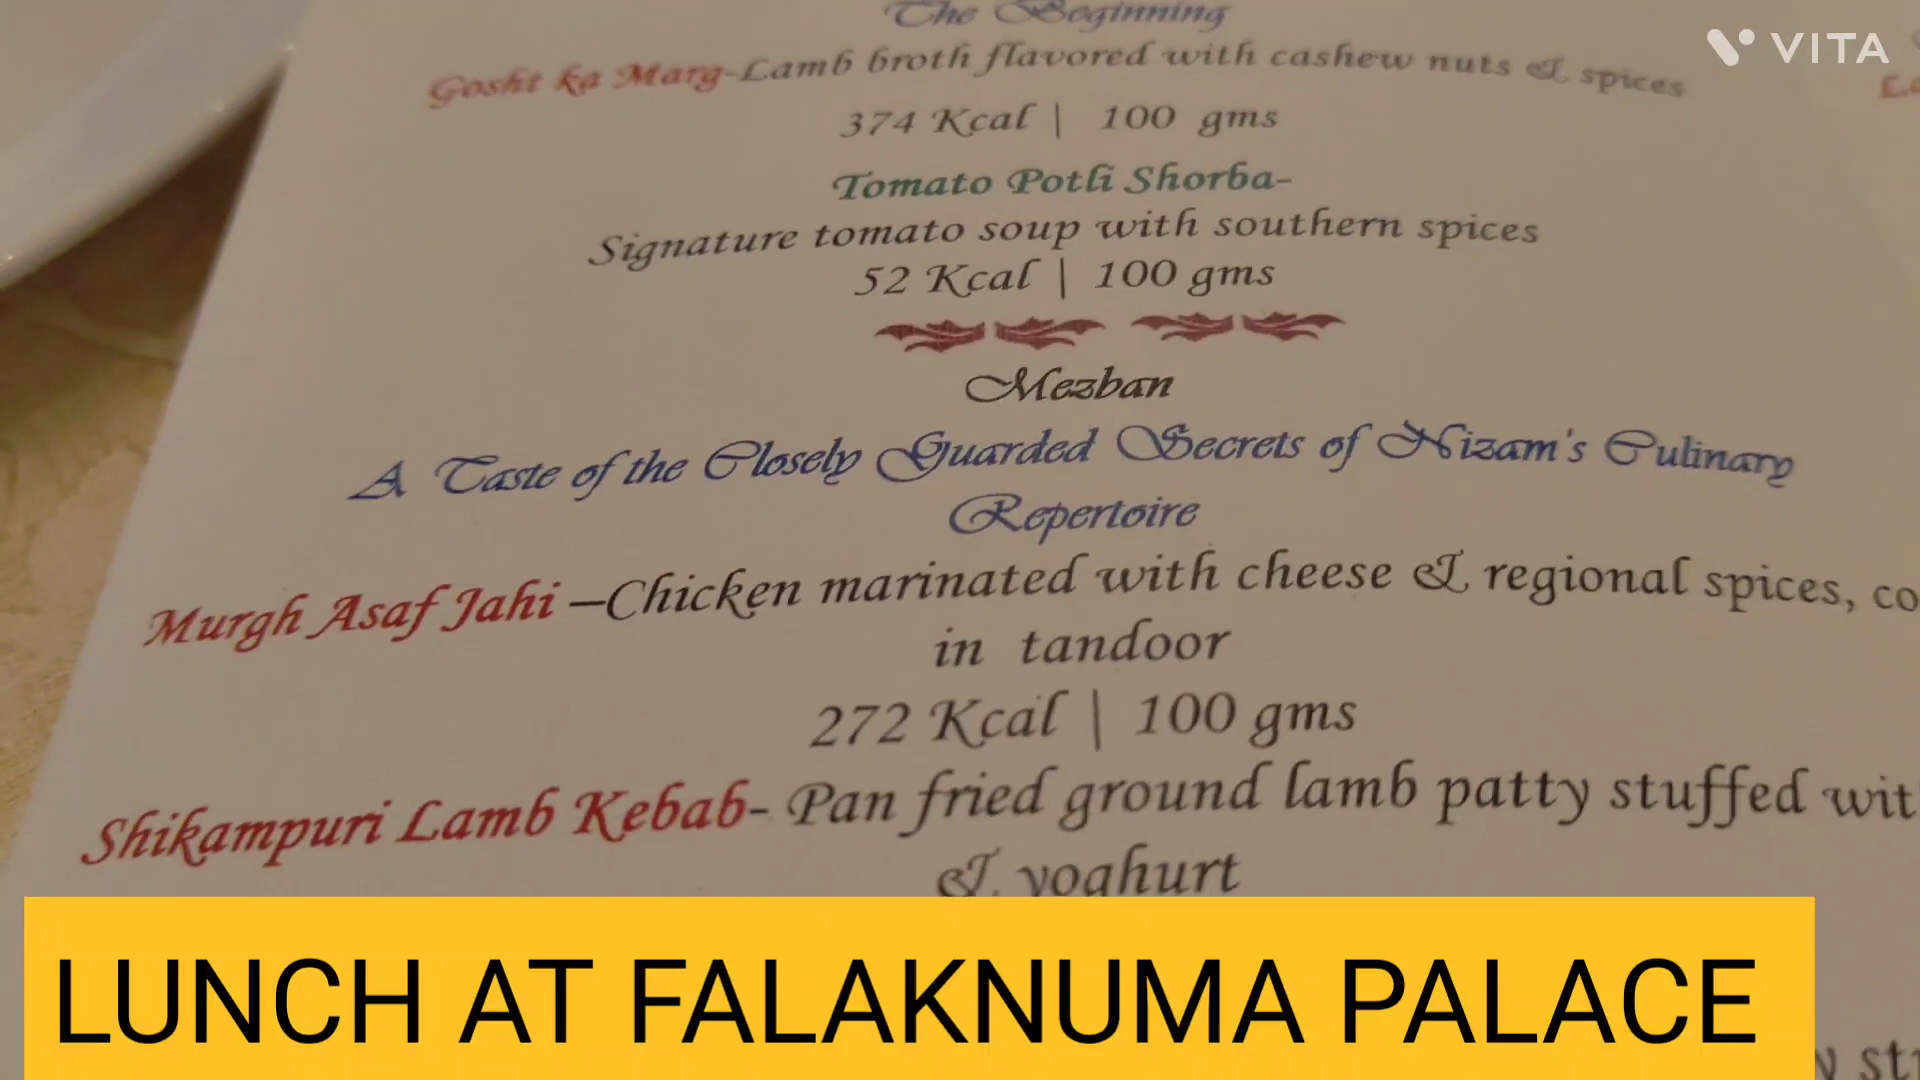 The Beginning
VITA
Gosht ka Marg-Lamb broth flavored with cashew nuts & spices
374 Kcal | 100 gms
Tomato Potli Shorba-
Signature tomato soup with southern spices
52 Kcal | 100 gms
Mezban
A Taste of the Closely Guarded Secrets of Nizam's Culinary
Repertoire
Murgh Asaf Jahi –Chicken marinated with cheese & regional spices, co
in tandoor
272 Kcal | 100 gms
Shikampuri Lamb Kebab- Pan fried ground lamb patty stuffed wit
& yoghurt
LUNCH AT FALAKNUMA PALACE